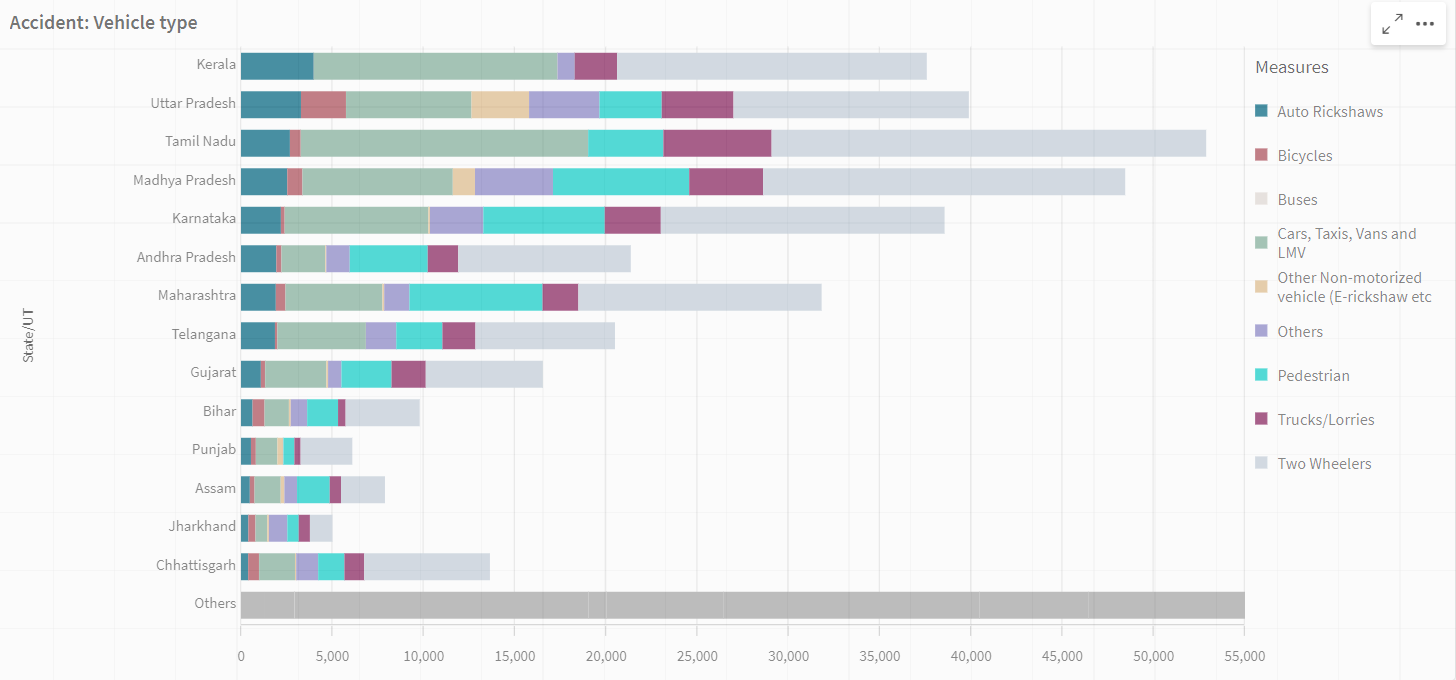 Accident: Vehicle type
State/UT
Kerala
Uttar Pradesh
Tamil Nadu
Madhya Pradesh
Karnataka
Andhra Pradesh
Maharashtra
Telangana
Gujarat
Bihar
Punjab
Assam
Jharkhand
Chhattisgarh
Others
0 5,000 10,000 15,000 20,000 25,000 30,000 35,000 40,000 45,000 50,000 55,000
Measures
Auto Rickshaws
Bicycles
Buses
Cars, Taxis, Vans and
LMV
Other Non-motorized
vehicle (E-rickshaw etc
Others
Pedestrian
Trucks/Lorries
Two Wheelers